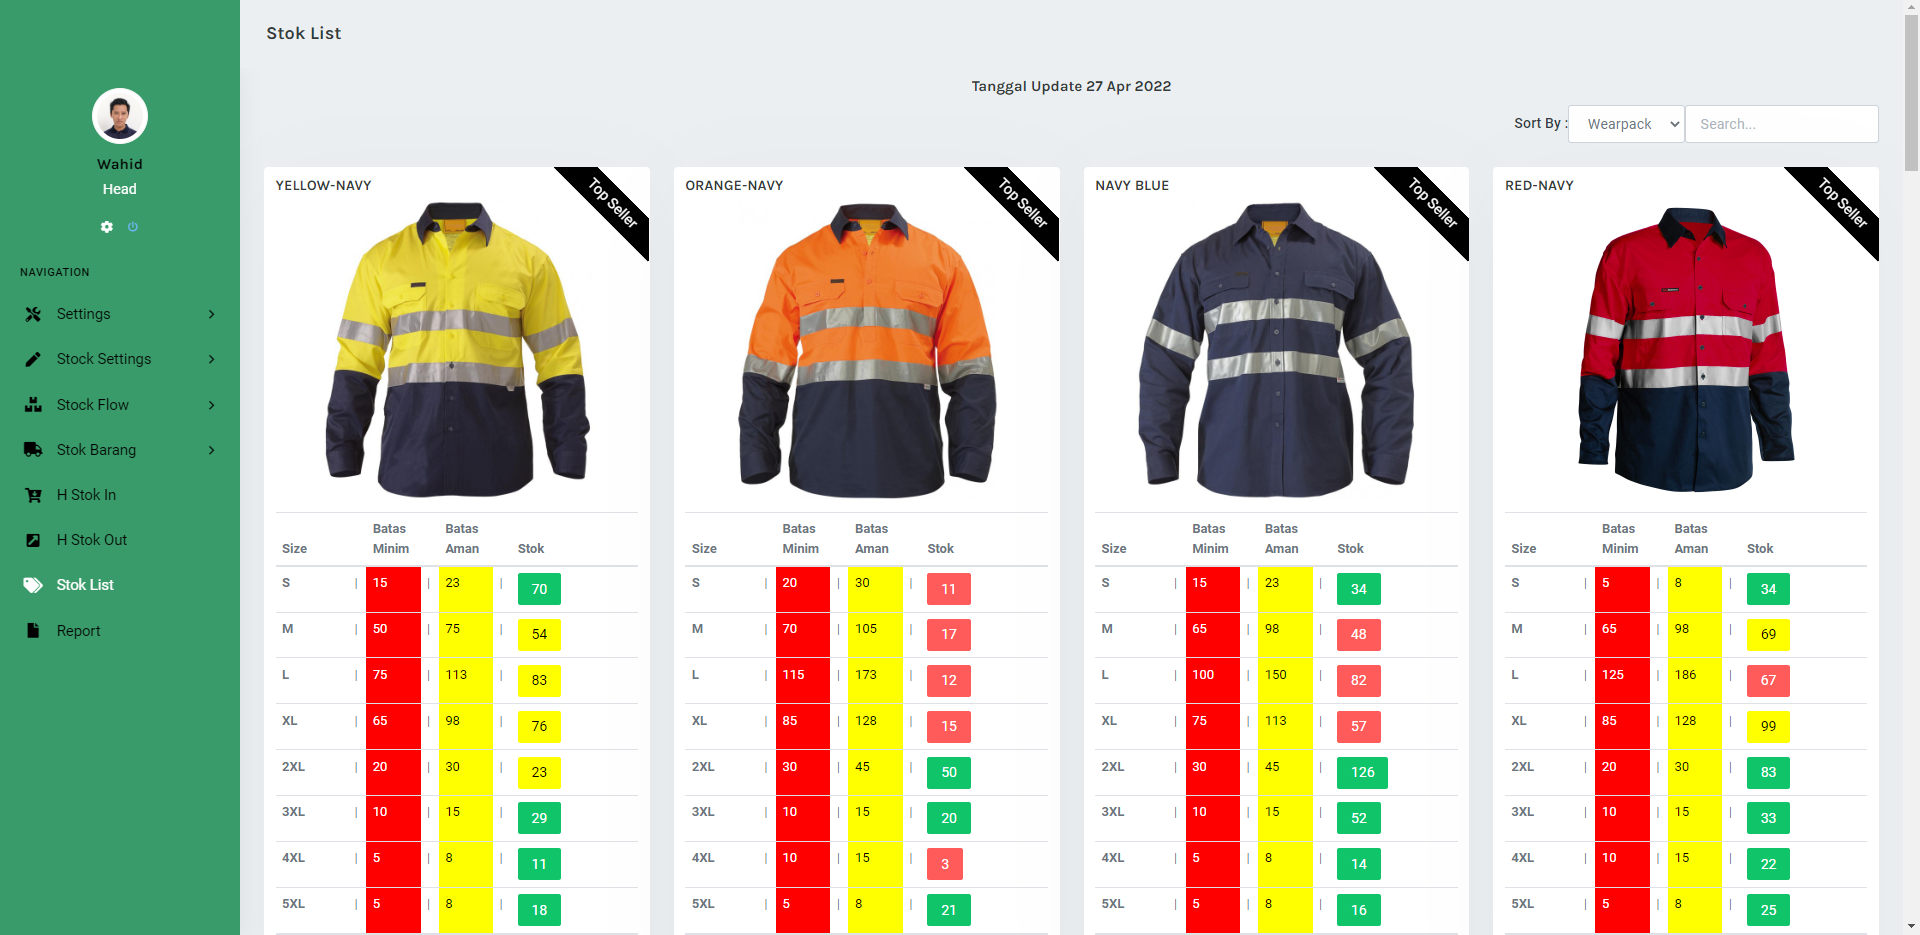 Stok List
Tanggal Update 27 Apr 2022
Sort By : Wearpack Search...
Wahid
Head
NAVIGATION
Settings
Stock Settings
Stock Flow
Stok Barang
H Stok In
H Stok Out
Stok List
Report
YELLOW-NAVY
Top Seller
Size | Batas Minim | Batas Aman | Stok
S | 15 | 23 | 70
M | 50 | 75 | 54
L | 75 | 113 | 83
XL | 65 | 98 | 76
2XL | 20 | 30 | 23
3XL | 10 | 15 | 29
4XL | 5 | 8 | 11
5XL | 5 | 8 | 18
ORANGE-NAVY
Top Seller
Size | Batas Minim | Batas Aman | Stok
S | 20 | 30 | 11
M | 70 | 105 | 17
L | 115 | 173 | 12
XL | 85 | 128 | 15
2XL | 30 | 45 | 50
3XL | 10 | 15 | 20
4XL | 10 | 15 | 3
5XL | 5 | 8 | 21
NAVY BLUE
Top Seller
Size | Batas Minim | Batas Aman | Stok
S | 15 | 23 | 34
M | 65 | 98 | 48
L | 100 | 150 | 82
XL | 75 | 113 | 57
2XL | 30 | 45 | 126
3XL | 10 | 15 | 52
4XL | 5 | 8 | 14
5XL | 5 | 8 | 16
RED-NAVY
Top Seller
Size | Batas Minim | Batas Aman | Stok
S | 5 | 8 | 34
M | 65 | 98 | 69
L | 125 | 186 | 67
XL | 85 | 128 | 99
2XL | 20 | 30 | 83
3XL | 10 | 15 | 33
4XL | 10 | 15 | 22
5XL | 5 | 8 | 25